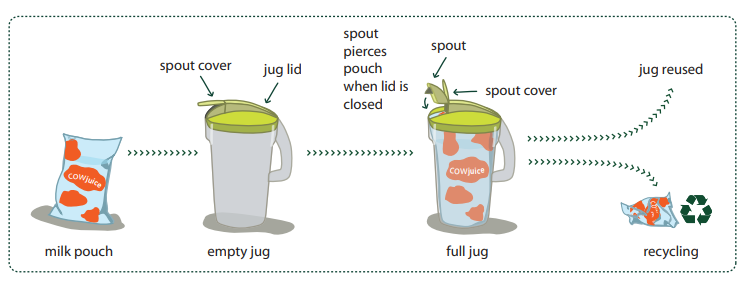 spout cover
jug lid
spout
pierces
pouch
when lid is
closed
spout
spout cover
jug reused
COWjuice
COWjuice
milk pouch
empty jug
full jug
recycling